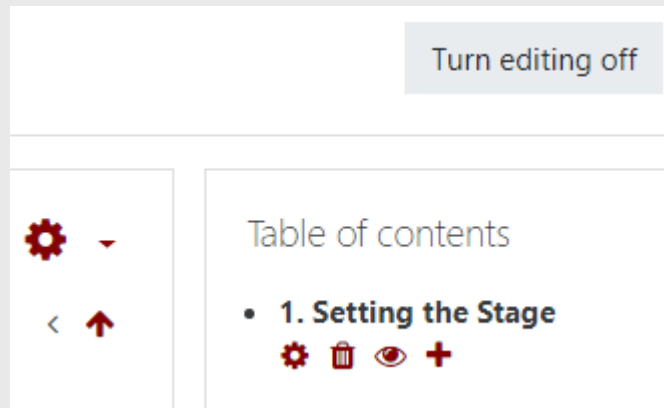 Turn editing off
Table of contents
1. Setting the Stage